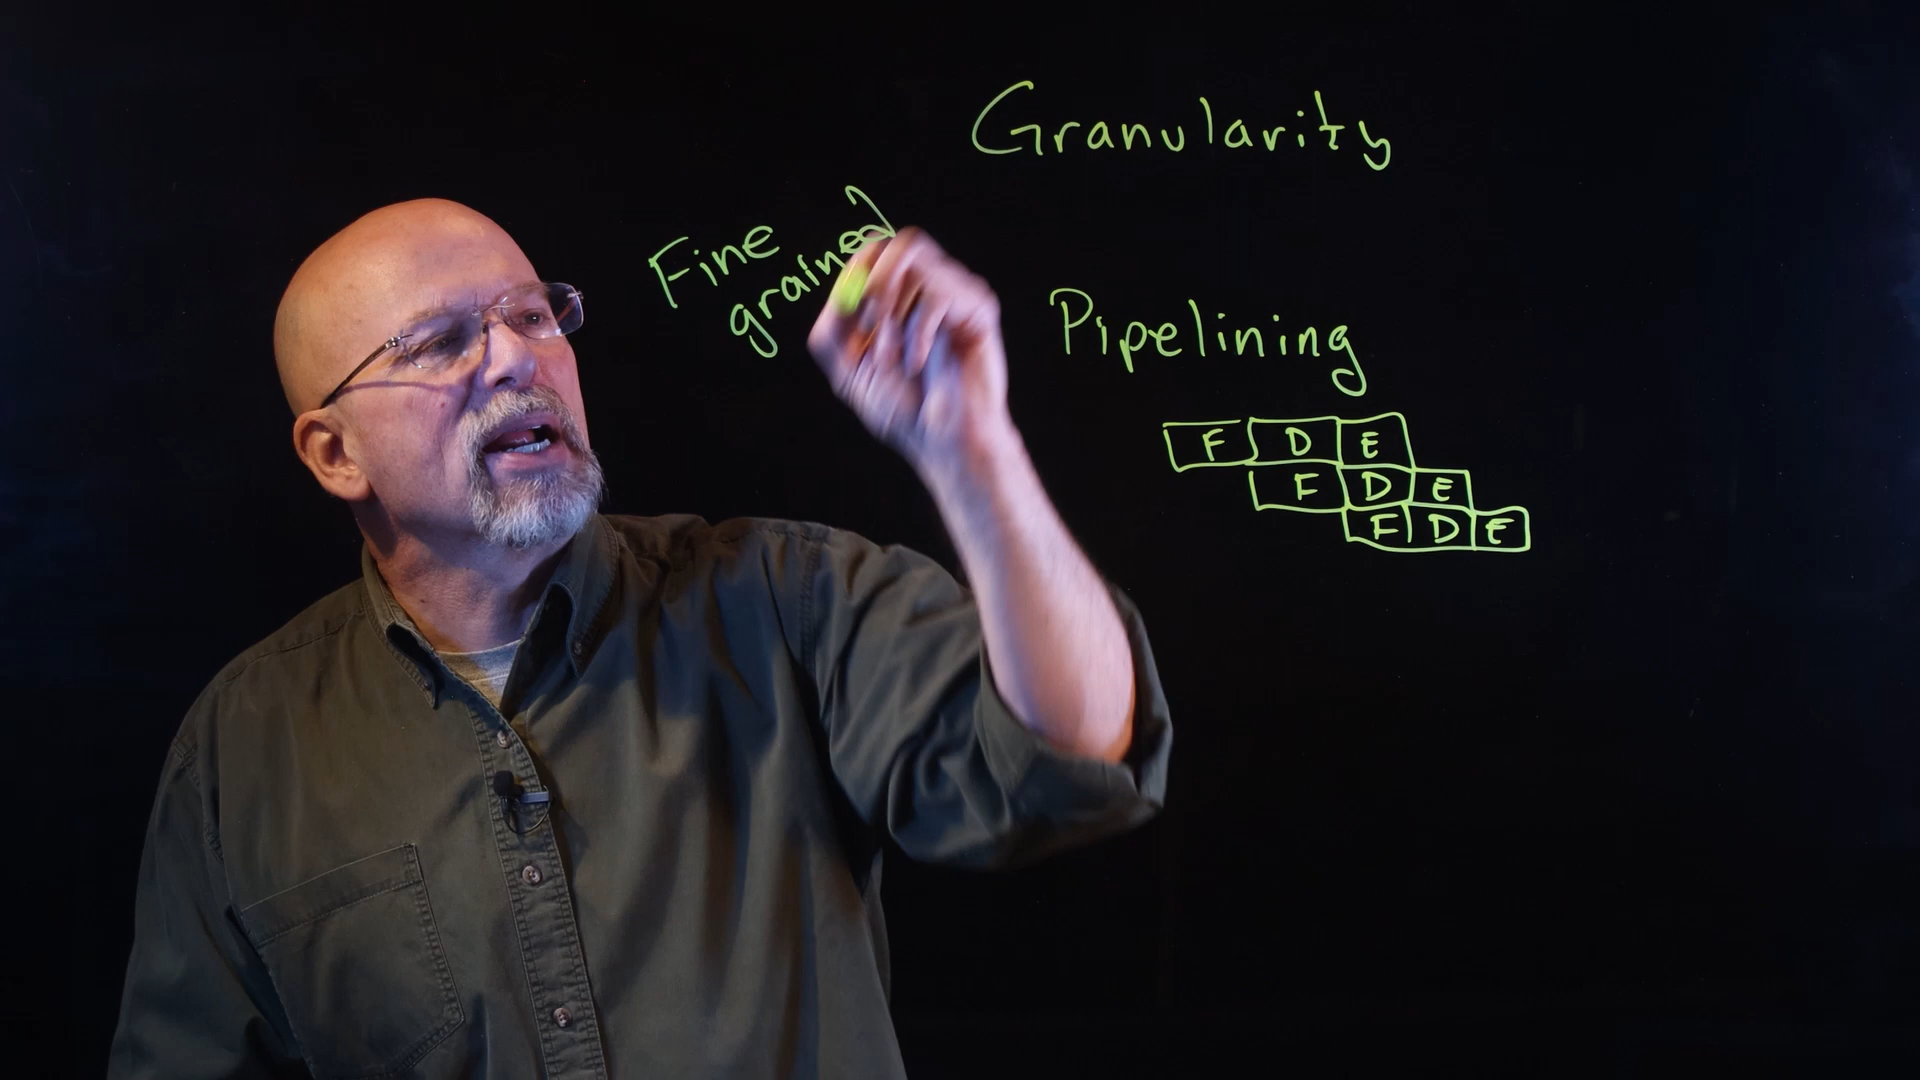 Granularity
Fine
grained
Pipelining
F D E
F D E
F D E